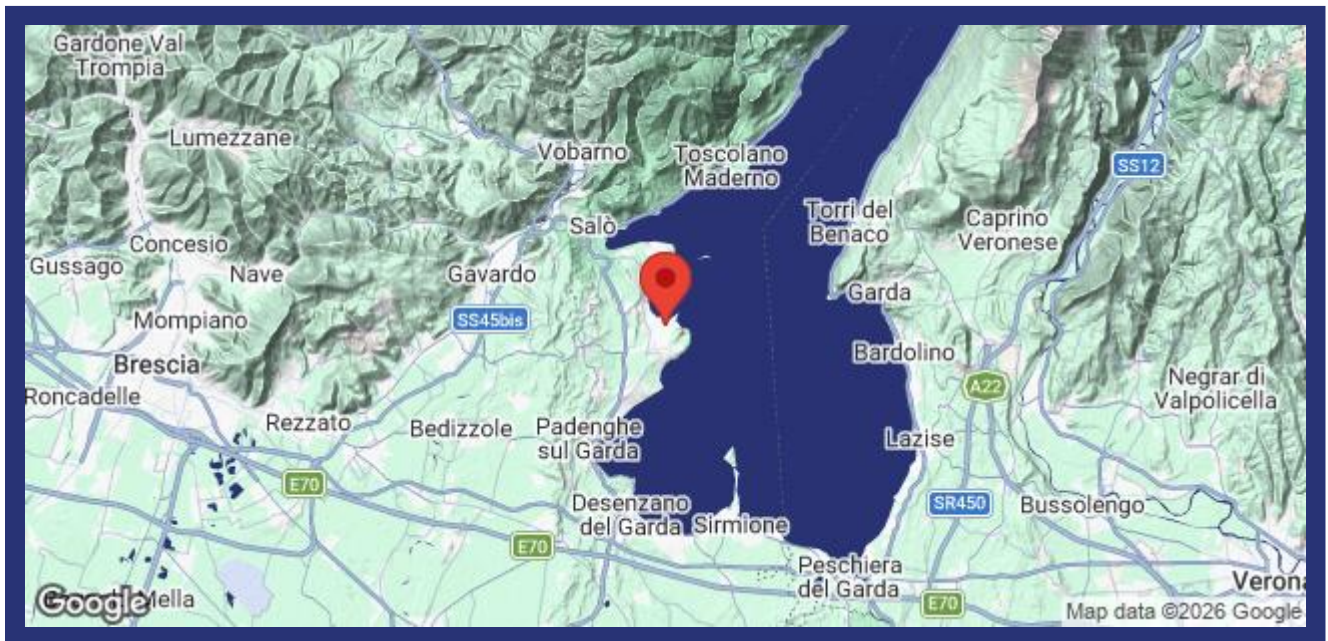 Gardone Val
Trompia
Lumezzane
Vobarno
Toscolano
Maderno
SS12
Torri del
Benaco
Caprino
Veronese
Salò
Concesio
Gussago
Nave
Gavardo
Garda
Mompiano
SS45bis
Bardolino
Brescia
A22
Negrar di
Valpolicella
Roncadelle
Rezzato
Bedizzole
Padenghe
sul Garda
Lazise
E70
Desenzano
del Garda
Sirmione
SR450
Bussolengo
E70
Peschiera
del Garda
Verona
E70
Google
Mella
Map data ©2026 Google